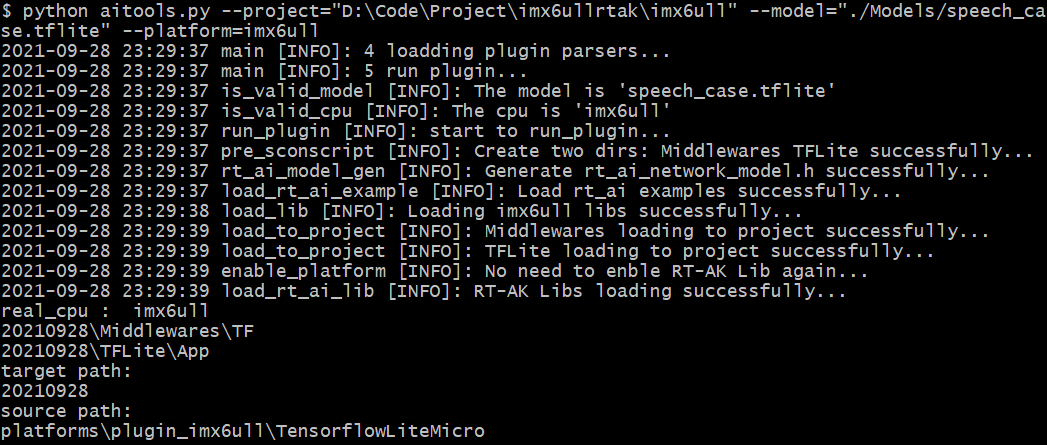 $ python aitools.py --project="D:\Code\Project\imx6ullrtak\imx6ull" --model="./Models/speech_ca
se.tflite" --platform=imx6ull
2021-09-28 23:29:37 main [INFO]: 4 loadding plugin parsers...
2021-09-28 23:29:37 main [INFO]: 5 run plugin...
2021-09-28 23:29:37 is_valid_model [INFO]: The model is 'speech_case.tflite'
2021-09-28 23:29:37 is_valid_cpu [INFO]: The cpu is 'imx6ull'
2021-09-28 23:29:37 run_plugin [INFO]: start to run_plugin...
2021-09-28 23:29:37 pre_sconscript [INFO]: Create two dirs: Middlewares TFLite successfully...
2021-09-28 23:29:37 rt_ai_model_gen [INFO]: Generate rt_ai_network_model.h successfully...
2021-09-28 23:29:37 load_rt_ai_example [INFO]: Load rt_ai examples successfully...
2021-09-28 23:29:38 load_lib [INFO]: Loading imx6ull libs successfully...
2021-09-28 23:29:39 load_to_project [INFO]: Middlewares loading to project successfully...
2021-09-28 23:29:39 load_to_project [INFO]: TFLite loading to project successfully...
2021-09-28 23:29:39 enable_platform [INFO]: No need to enble RT-AK Lib again...
2021-09-28 23:29:39 load_rt_ai_lib [INFO]: RT-AK Libs loading successfully...
real_cpu :  imx6ull
20210928\Middlewares\TF
20210928\TFLite\App
target path:
20210928
source path:
platforms\plugin_imx6ull\TensorflowLiteMicro